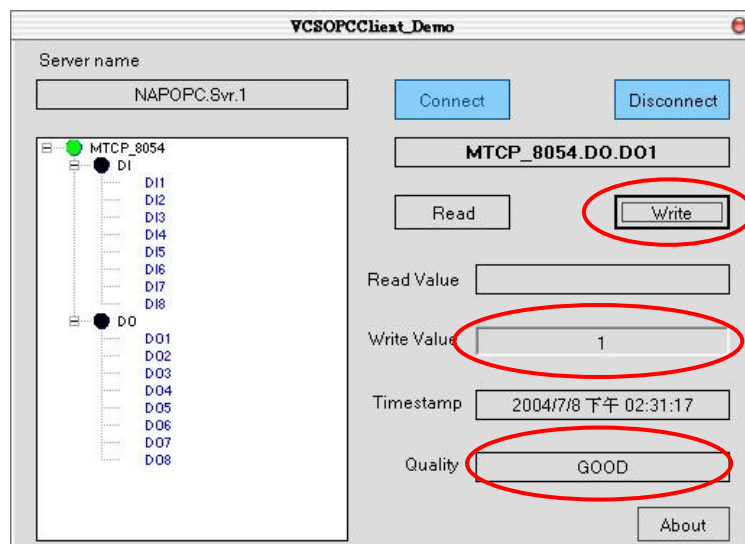 VCSOPCClient_Demo
Server name
NAPOPC.Svr.1
Connect
Disconnect
MTCP_8054
DI
DI1
DI2
DI3
DI4
DI5
DI6
DI7
DI8
DO
DO1
DO2
DO3
DO4
DO5
DO6
DO7
DO8
MTCP_8054.DO.DO1
Read
Write
Read Value
Write Value
1
Timestamp
2004/7/8 下午 02:31:17
Quality
GOOD
About